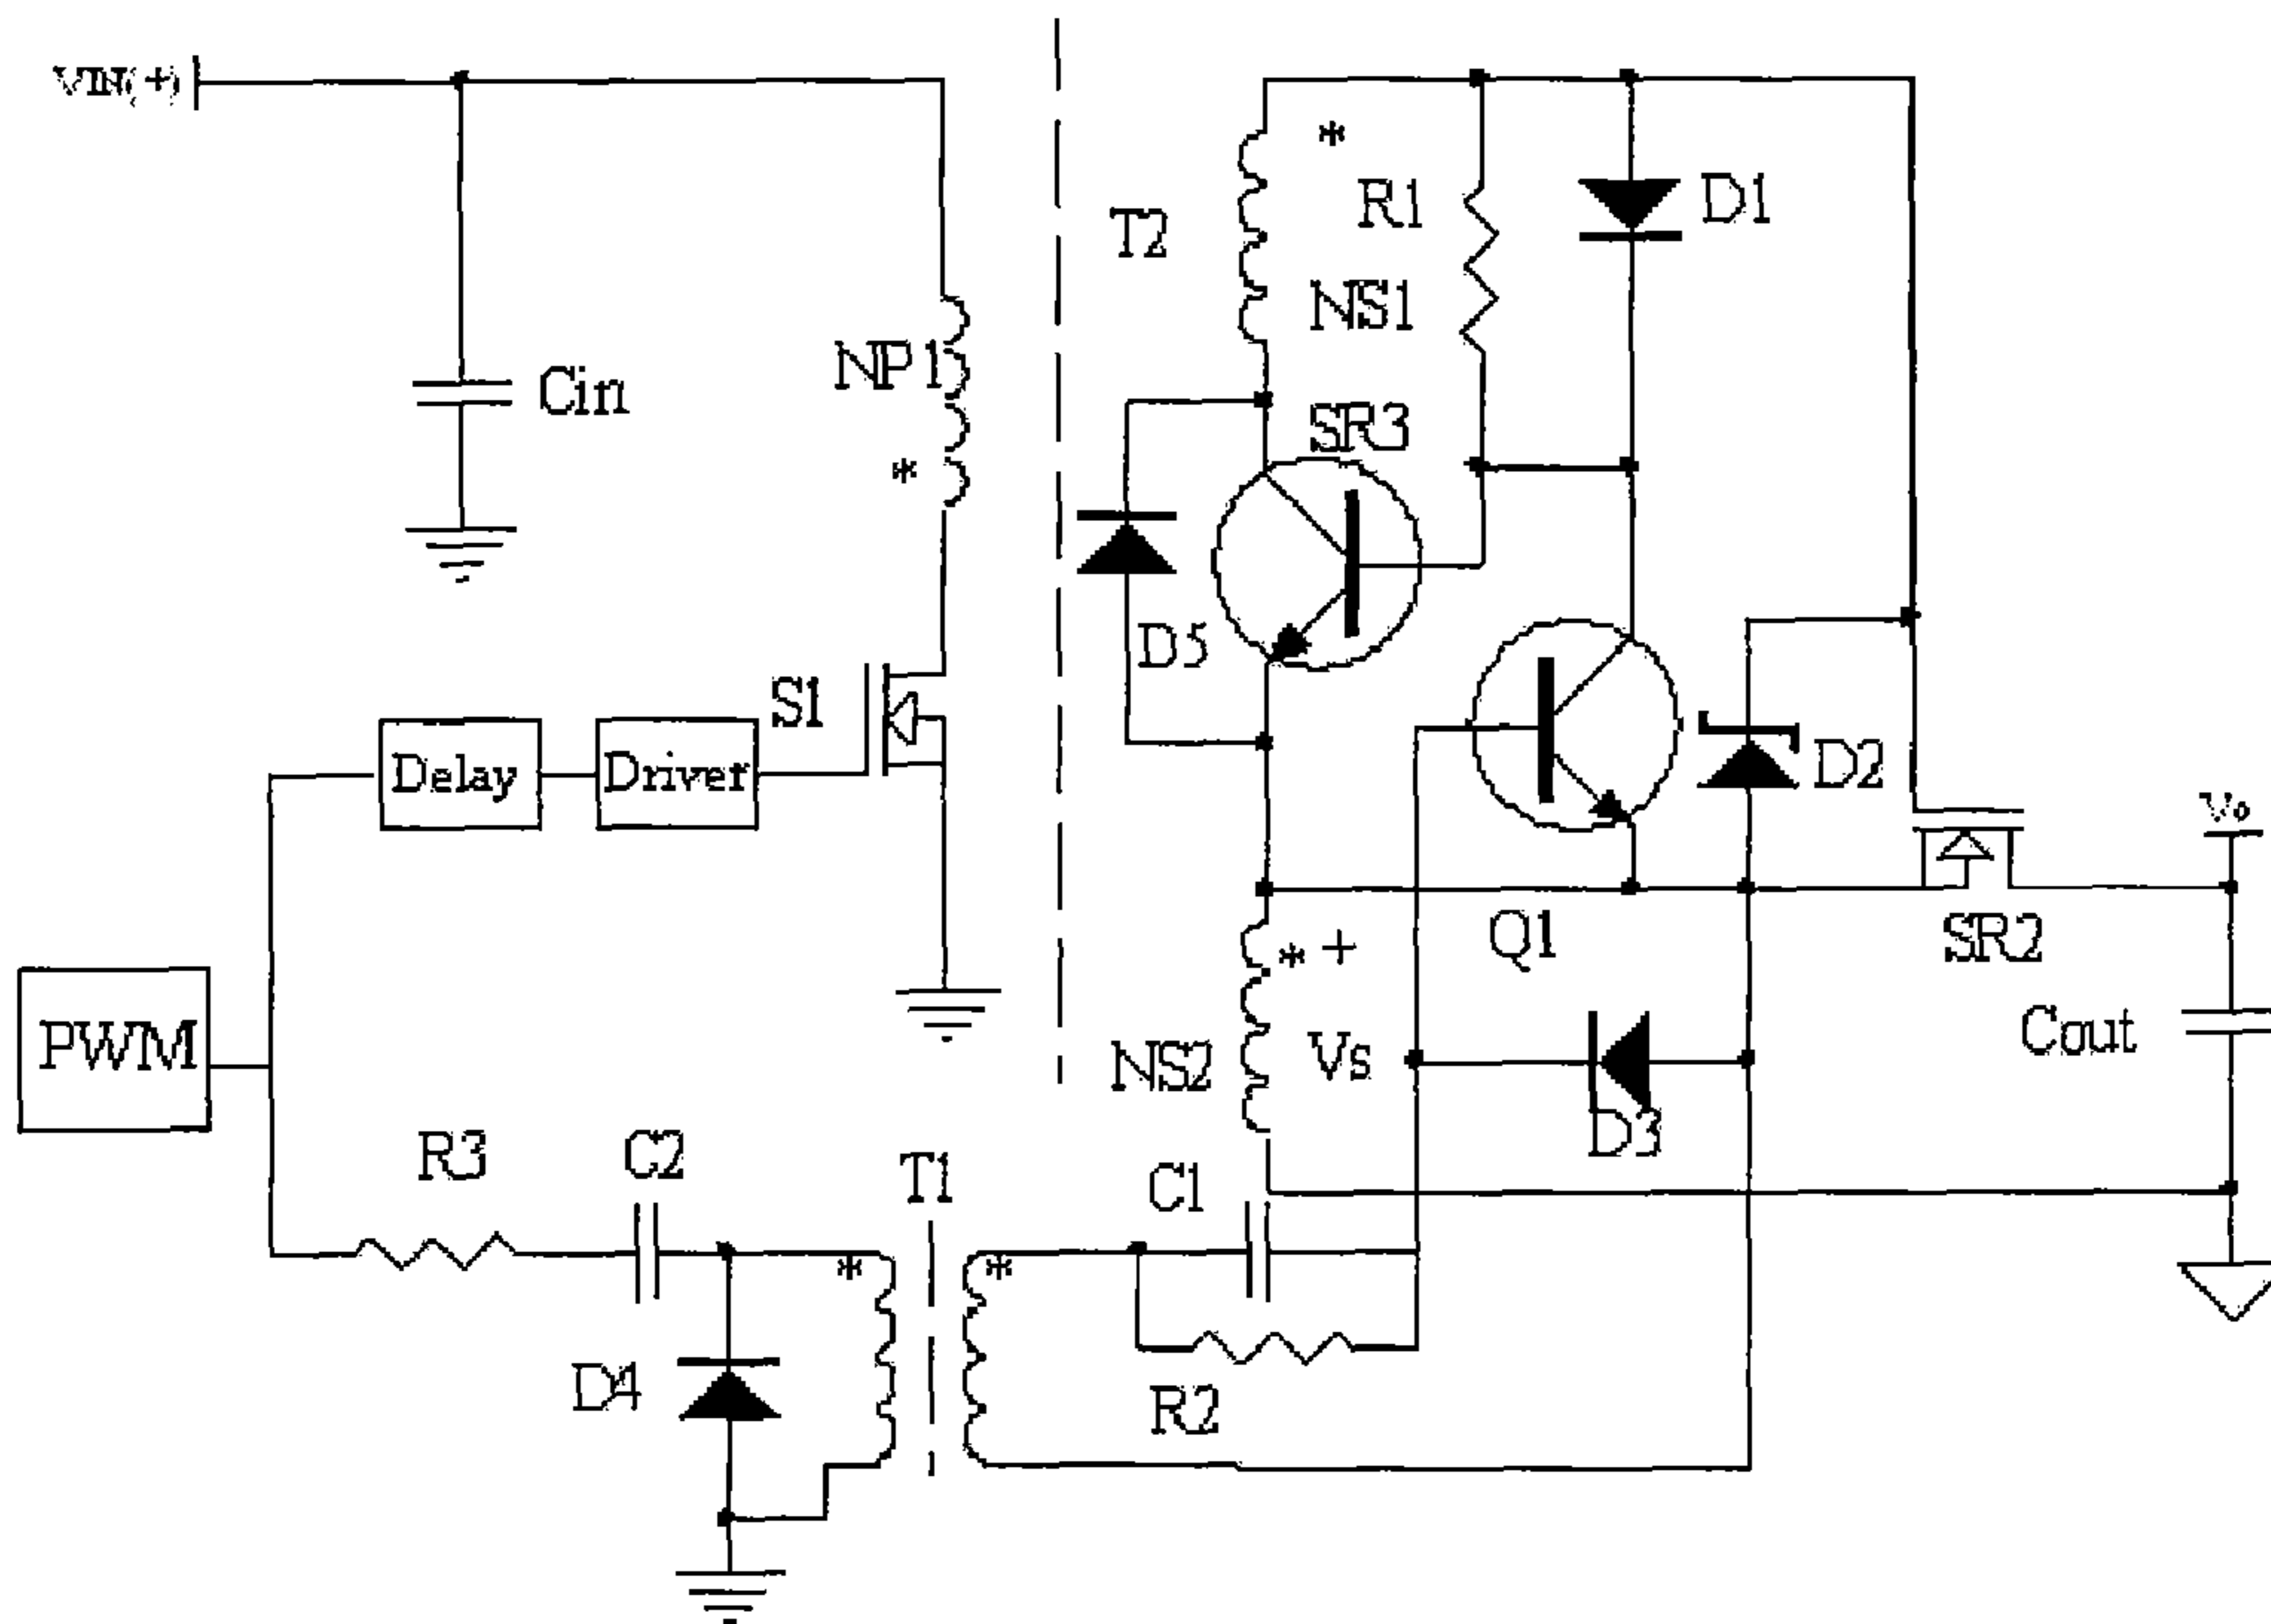 VIN(+)
Cin
NP1
*
S1
Delay
Driver
PWM
R3
C2
D4
T1
*
*
T2
*
R1
D1
NS1
SR3
D5
D2
Q1
SR2
Vo
* +
NS2
Vs
D3
Cout
C1
R2